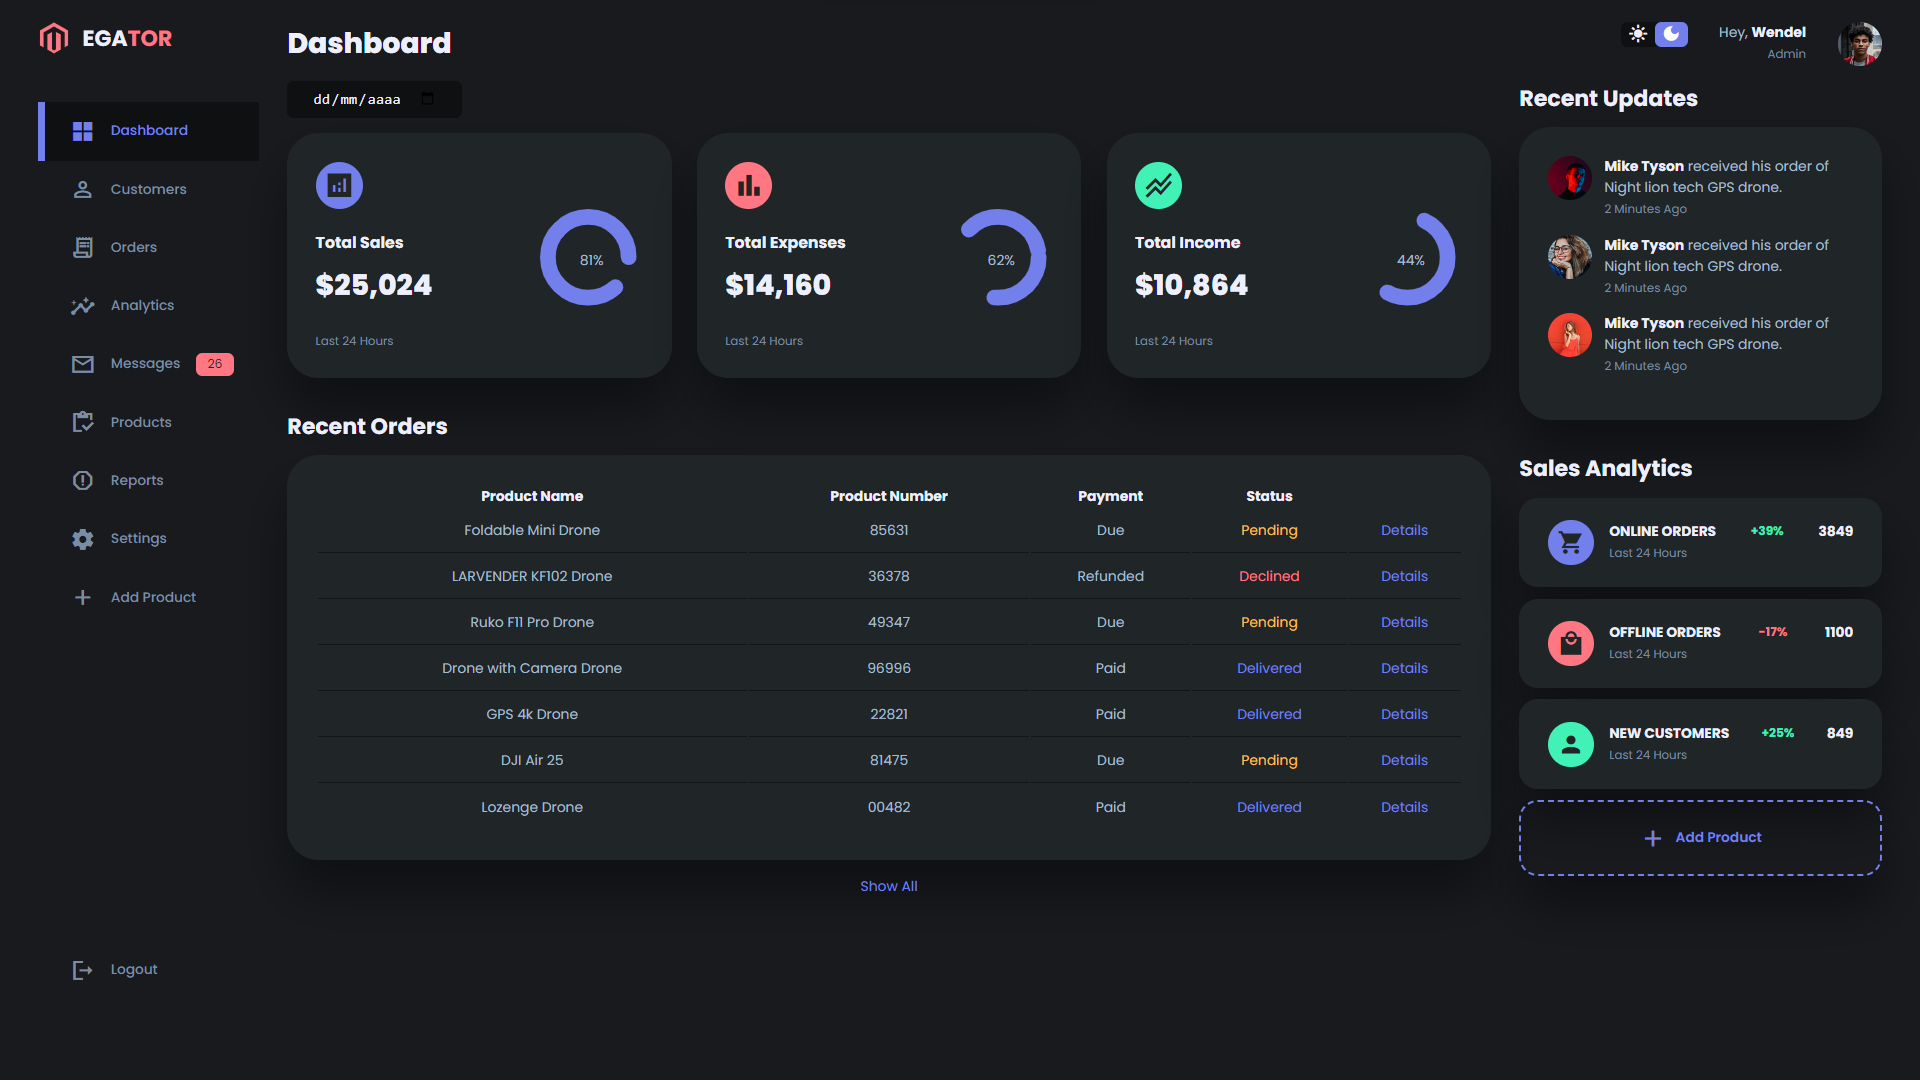 EGATOR
Dashboard
Customers
Orders
Analytics
Messages 26
Products
Reports
Settings
Add Product
Logout
Dashboard
dd/mm/aaaa
Total Sales
$25,024
81%
Last 24 Hours
Total Expenses
$14,160
62%
Last 24 Hours
Total Income
$10,864
44%
Last 24 Hours
Recent Orders
Product Name Product Number Payment Status
Foldable Mini Drone 85631 Due Pending Details
LARVENDER KF102 Drone 36378 Refunded Declined Details
Ruko F11 Pro Drone 49347 Due Pending Details
Drone with Camera Drone 96996 Paid Delivered Details
GPS 4k Drone 22821 Paid Delivered Details
DJI Air 25 81475 Due Pending Details
Lozenge Drone 00482 Paid Delivered Details
Show All
Hey, Wendel
Admin
Recent Updates
Mike Tyson received his order of
Night lion tech GPS drone.
2 Minutes Ago
Mike Tyson received his order of
Night lion tech GPS drone.
2 Minutes Ago
Mike Tyson received his order of
Night lion tech GPS drone.
2 Minutes Ago
Sales Analytics
ONLINE ORDERS +39% 3849
Last 24 Hours
OFFLINE ORDERS -17% 1100
Last 24 Hours
NEW CUSTOMERS +25% 849
Last 24 Hours
Add Product